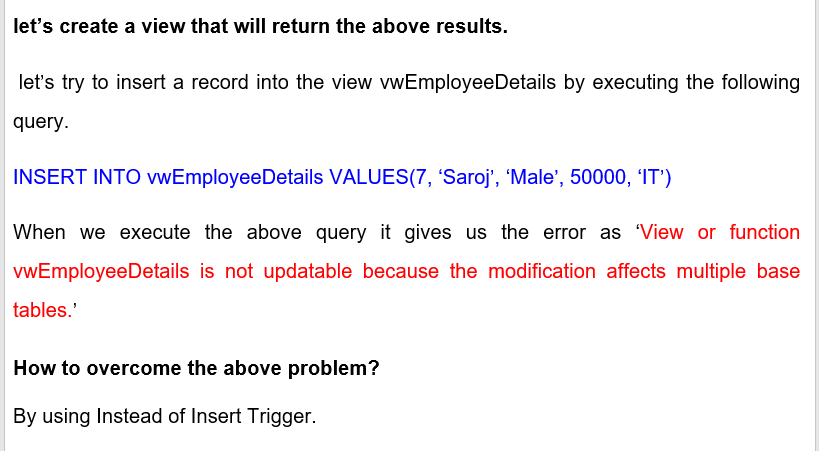 let’s create a view that will return the above results.
let’s try to insert a record into the view vwEmployeeDetails by executing the following
query.
INSERT INTO vwEmployeeDetails VALUES(7, ‘Saroj’, ‘Male’, 50000, ‘IT’)
When we execute the above query it gives us the error as ‘View or function
vwEmployeeDetails is not updatable because the modification affects multiple base
tables.’
How to overcome the above problem?
By using Instead of Insert Trigger.